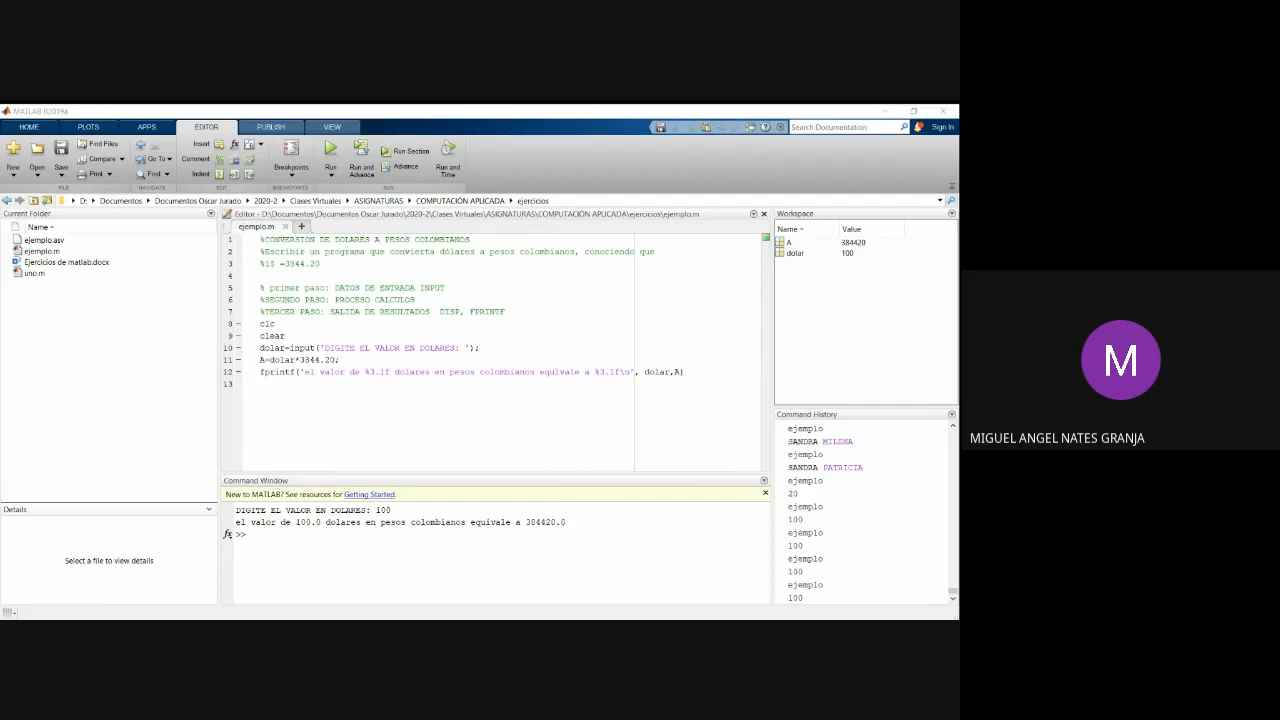 MATLAB R2019a
HOME PLOTS APPS EDITOR PUBLISH VIEW Search Documentation Sign In
New Open Save Find Files Compare Print Go To Find Insert Comment Indent fx Breakpoints Run Run and Advance Run Section Advance Run and Time
FILE NAVIGATE EDIT BREAKPOINTS RUN
D: Documentos Documentos Oscar Jurado 2020-2 Clases Virtuales ASIGNATURAS COMPUTACIÓN APLICADA ejercicios
Current Folder
Name
ejemplo.asv
ejemplo.m
Ejercicios de matlab.docx
uno.m
Details
Select a file to view details
Editor - D:\Documentos\Documentos Oscar Jurado\2020-2\Clases Virtuales\ASIGNATURAS\COMPUTACIÓN APLICADA\ejercicios\ejemplo.m
ejemplo.m
1 %CONVERSION DE DOLARES A PESOS COLOMBIANOS
2 %Escribir un programa que convierta dólares a pesos colombianos, conociendo que
3 %1$ =3844.20
4
5 % primer paso: DATOS DE ENTRADA INPUT
6 %SEGUNDO PASO: PROCESO CALCULOS
7 %TERCER PASO: SALIDA DE RESULTADOS DISP, FPRINTF
8 clc
9 clear
10 dolar=input('DIGITE EL VALOR EN DOLARES: ');
11 A=dolar*3844.20;
12 fprintf('el valor de %3.1f dolares en pesos colombianos equivale a %3.1f\n', dolar,A)
13
Command Window
New to MATLAB? See resources for Getting Started.
DIGITE EL VALOR EN DOLARES: 100
el valor de 100.0 dolares en pesos colombianos equivale a 384420.0
fx >>
Workspace
Name Value
A 384420
dolar 100
Command History
ejemplo
SANDRA MILENA
ejemplo
SANDRA PATRICIA
ejemplo
20
ejemplo
100
ejemplo
100
ejemplo
100
ejemplo
100
M
MIGUEL ANGEL NATES GRANJA